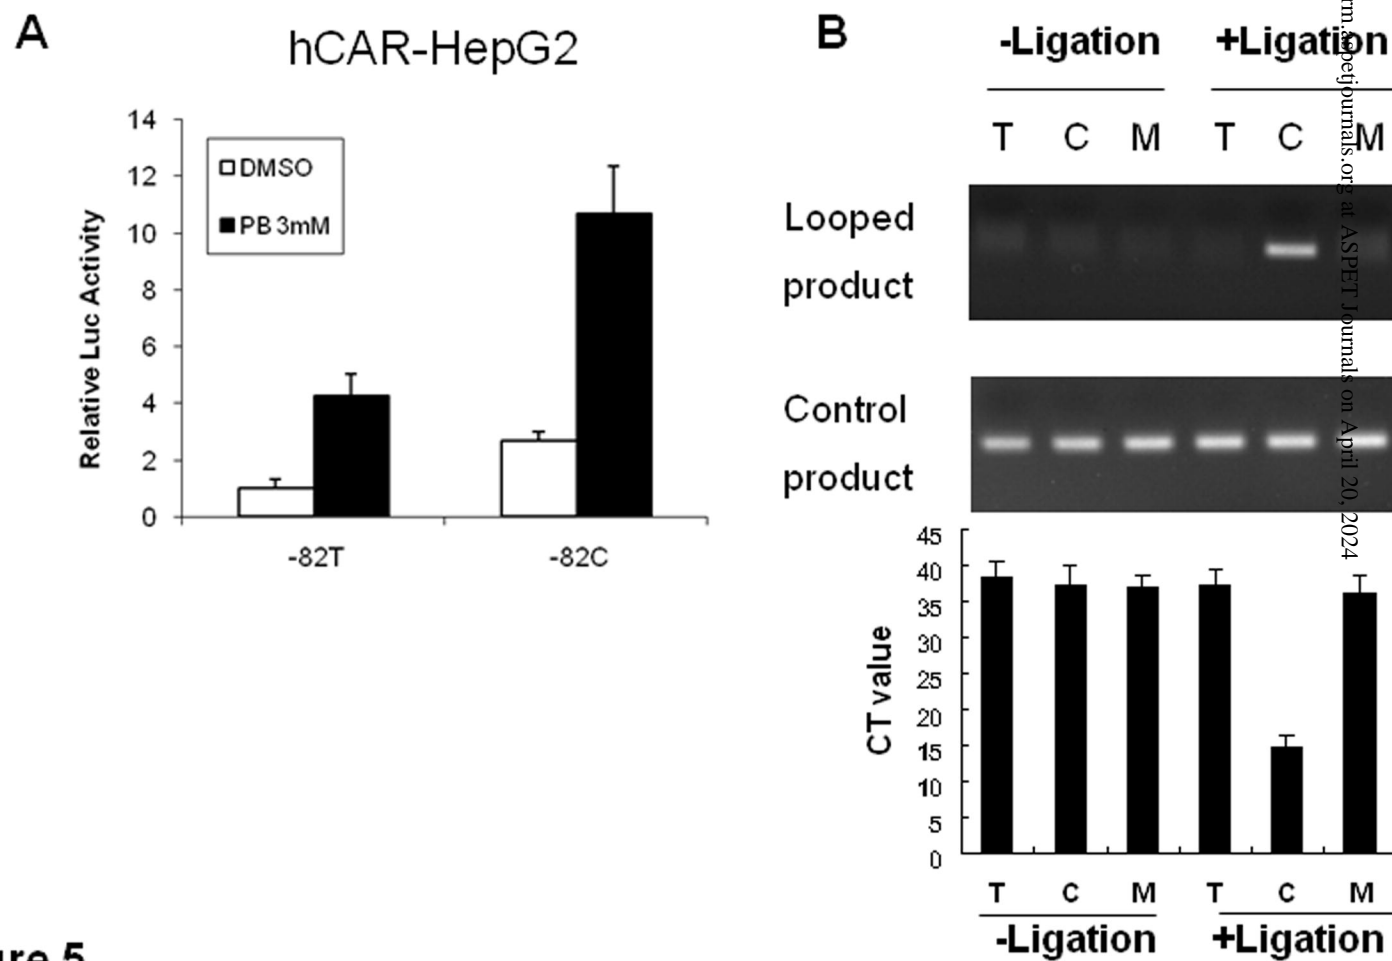 A
hCAR-HepG2
14
12
10
8
6
4
2
0
Relative Luc Activity
DMSO
PB 3mM
-82T
-82C
B
-Ligation
+Ligation
T C M T C M
Looped
product
Control
product
45
40
35
30
25
20
15
10
5
0
CT value
T C M T C M
-Ligation
+Ligation
5
rm.aspetjournals.org at ASPET Journals on April 20, 2024